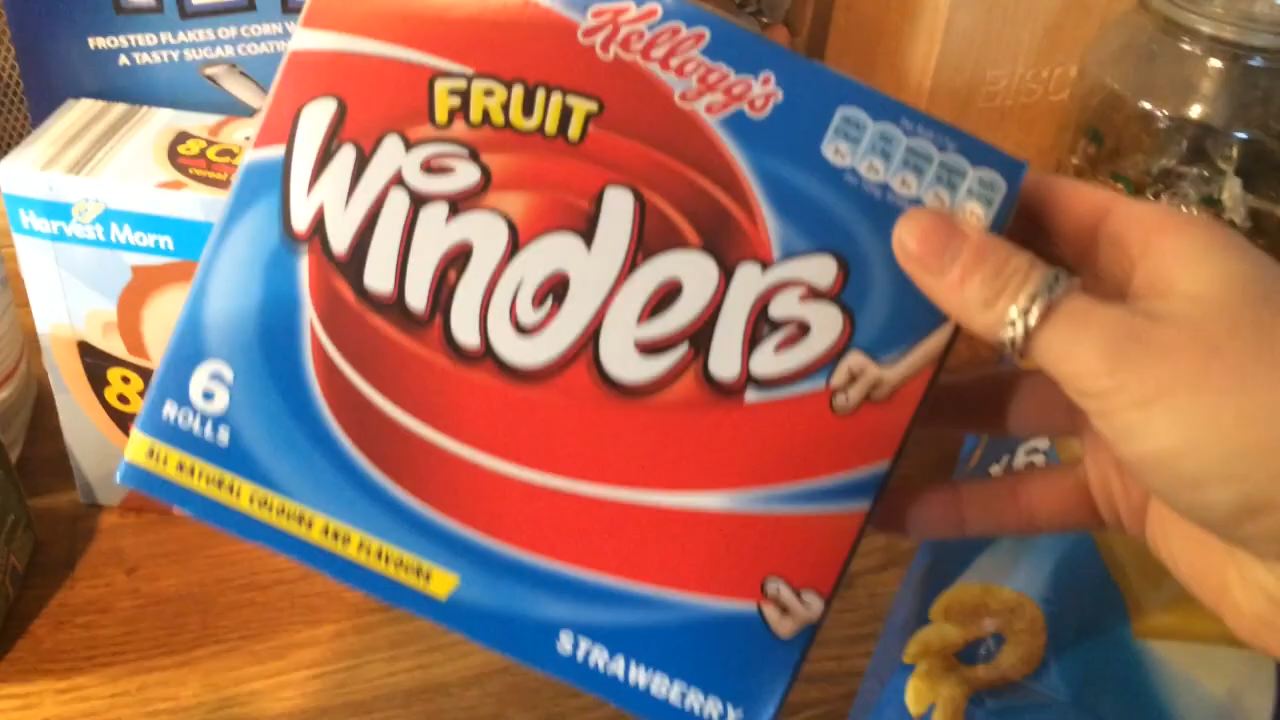 FROSTED FLAKES OF CORN
A TASTY SUGAR
Kellogg's
FRUIT
Winders
Harvest Morn
8
6
ROLLS
ALL NATURAL COLOURS AND FLAVOURS
STRAWBERRY
x6